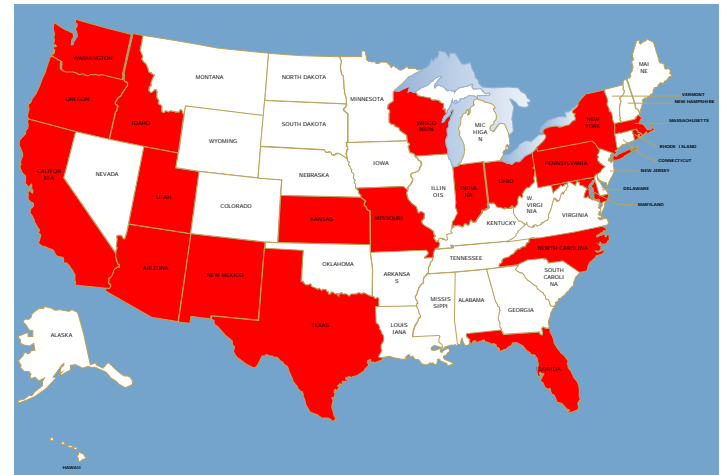 WASHINGTON
MONTANA
NORTH DAKOTA
MINNESOTA
MAI
NE
VERMONT
NEW HAMPSHIRE
OREGON
IDAHO
SOUTH DAKOTA
WISCO
NSIN
MIC
HIGA
N
NEW
YORK
MASSACHUSETTS
WYOMING
RHODE ISLAND
CONNECTICUT
IOWA
PENNSYLVANIA
NEW JERSEY
CALIFOR
NIA
NEVADA
NEBRASKA
ILLIN
OIS
INDIA
NA
OHIO
DELAWARE
UTAH
COLORADO
KANSAS
MISSOURI
W.
VIRGI
NIA
VIRGINIA
MARYLAND
KENTUCKY
NORTH CAROLINA
ARIZONA
NEW MEXICO
OKLAHOMA
ARKANSA
S
TENNESSEE
SOUTH
CAROLI
NA
MISSIS
SIPPI
ALABAMA
GEORGIA
TEXAS
LOUIS
IANA
ALASKA
FLORIDA
HAWAII